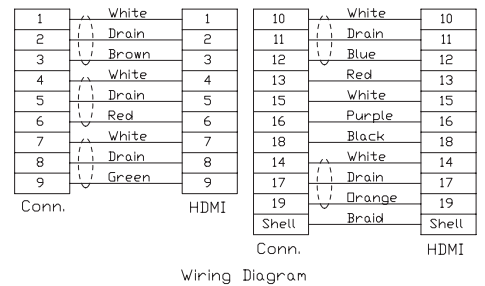 1 White 1
2 Drain 2
3 Brown 3
4 White 4
5 Drain 5
6 Red 6
7 White 7
8 Drain 8
9 Green 9
Conn. HDMI
10 White 10
11 Drain 11
12 Blue 12
13 Red 13
15 White 15
16 Purple 16
18 Black 18
14 White 14
17 Drain 17
19 Orange 19
Shell Braid Shell
Conn. HDMI
Wiring Diagram